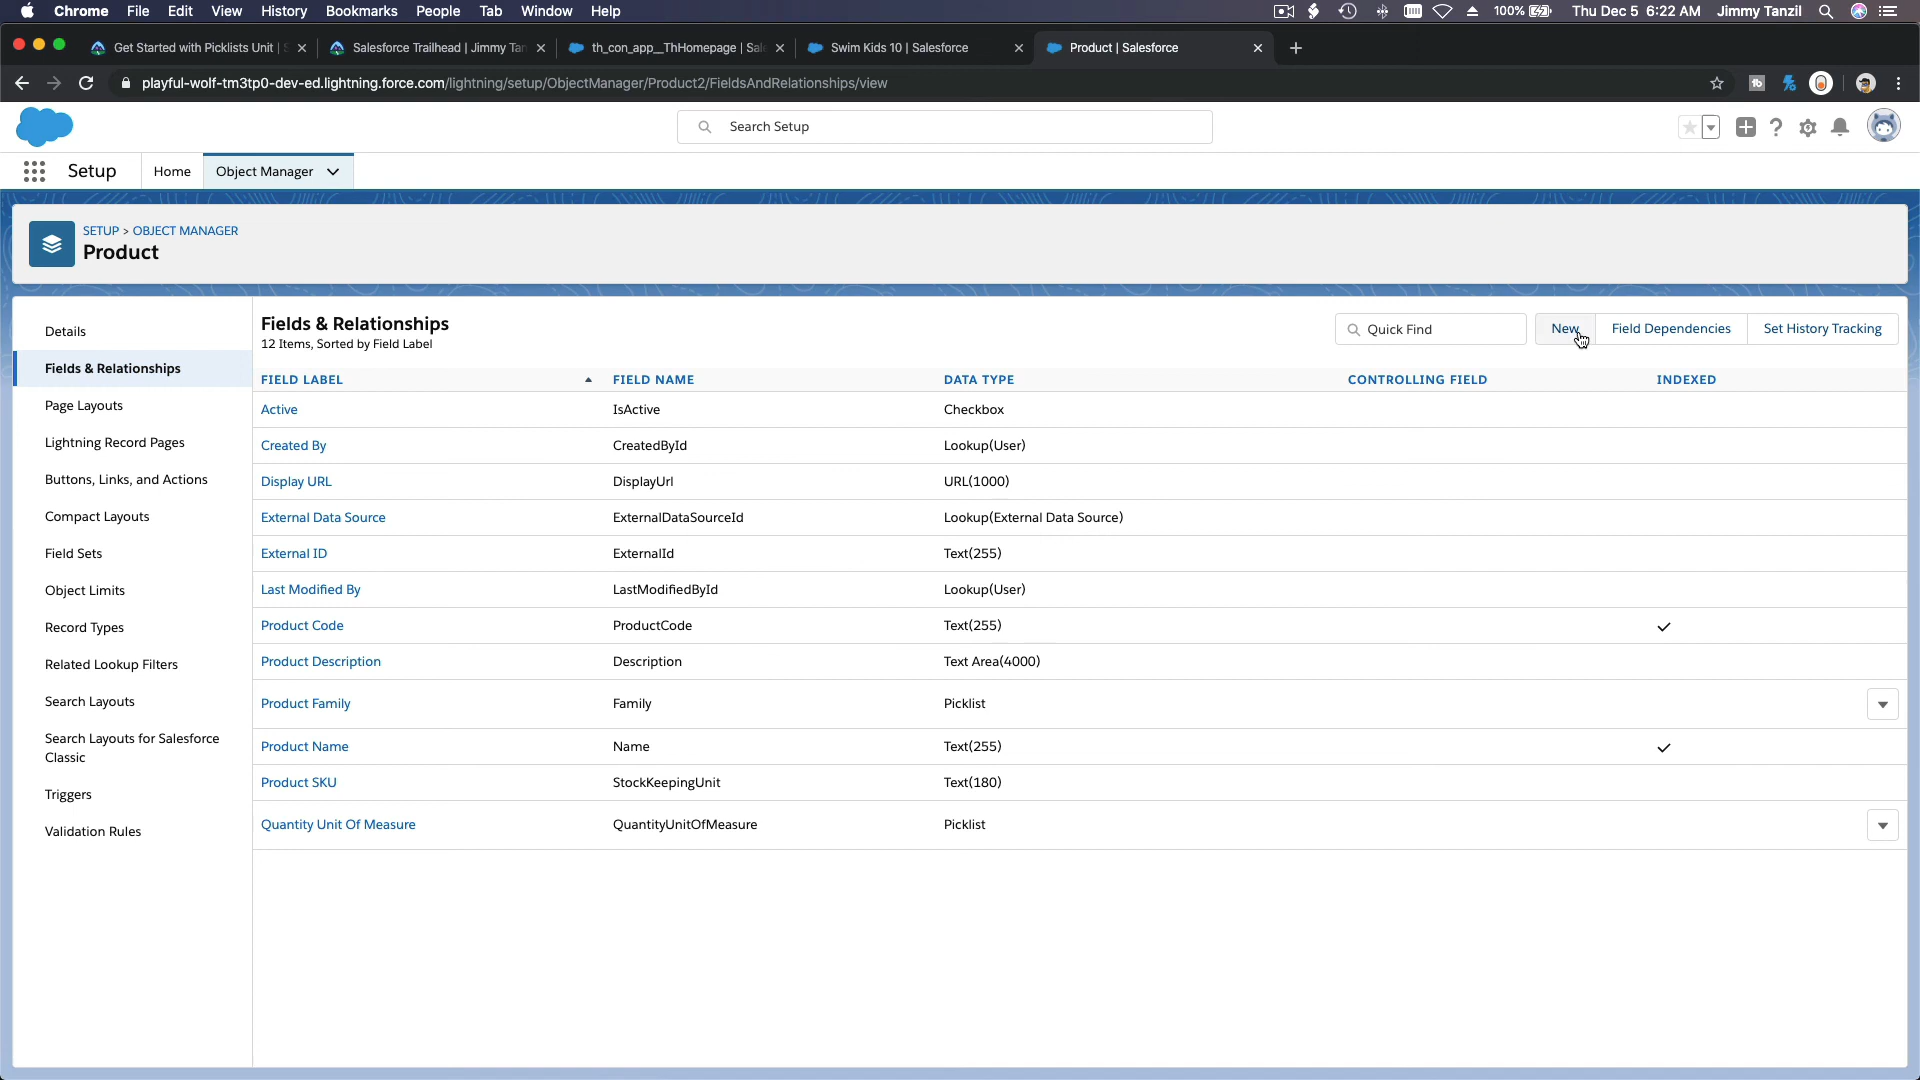 Chrome File Edit View History Bookmarks People Tab Window Help 100% Thu Dec 5 6:22 AM Jimmy Tanzil
Get Started with Picklists Unit | S Salesforce Trailhead | Jimmy Tan th_con_app__ThHomepage | Sale Swim Kids 10 | Salesforce Product | Salesforce
playful-wolf-tm3tp0-dev-ed.lightning.force.com/lightning/setup/ObjectManager/Product2/FieldsAndRelationships/view
Search Setup
Setup Home Object Manager
SETUP > OBJECT MANAGER
Product
Details
Fields & Relationships
Page Layouts
Lightning Record Pages
Buttons, Links, and Actions
Compact Layouts
Field Sets
Object Limits
Record Types
Related Lookup Filters
Search Layouts
Search Layouts for Salesforce
Classic
Triggers
Validation Rules
Fields & Relationships
12 Items, Sorted by Field Label
Quick Find New Field Dependencies Set History Tracking
FIELD LABEL FIELD NAME DATA TYPE CONTROLLING FIELD INDEXED
Active IsActive Checkbox
Created By CreatedById Lookup(User)
Display URL DisplayUrl URL(1000)
External Data Source ExternalDataSourceId Lookup(External Data Source)
External ID ExternalId Text(255)
Last Modified By LastModifiedById Lookup(User)
Product Code ProductCode Text(255)
Product Description Description Text Area(4000)
Product Family Family Picklist
Product Name Name Text(255)
Product SKU StockKeepingUnit Text(180)
Quantity Unit Of Measure QuantityUnitOfMeasure Picklist